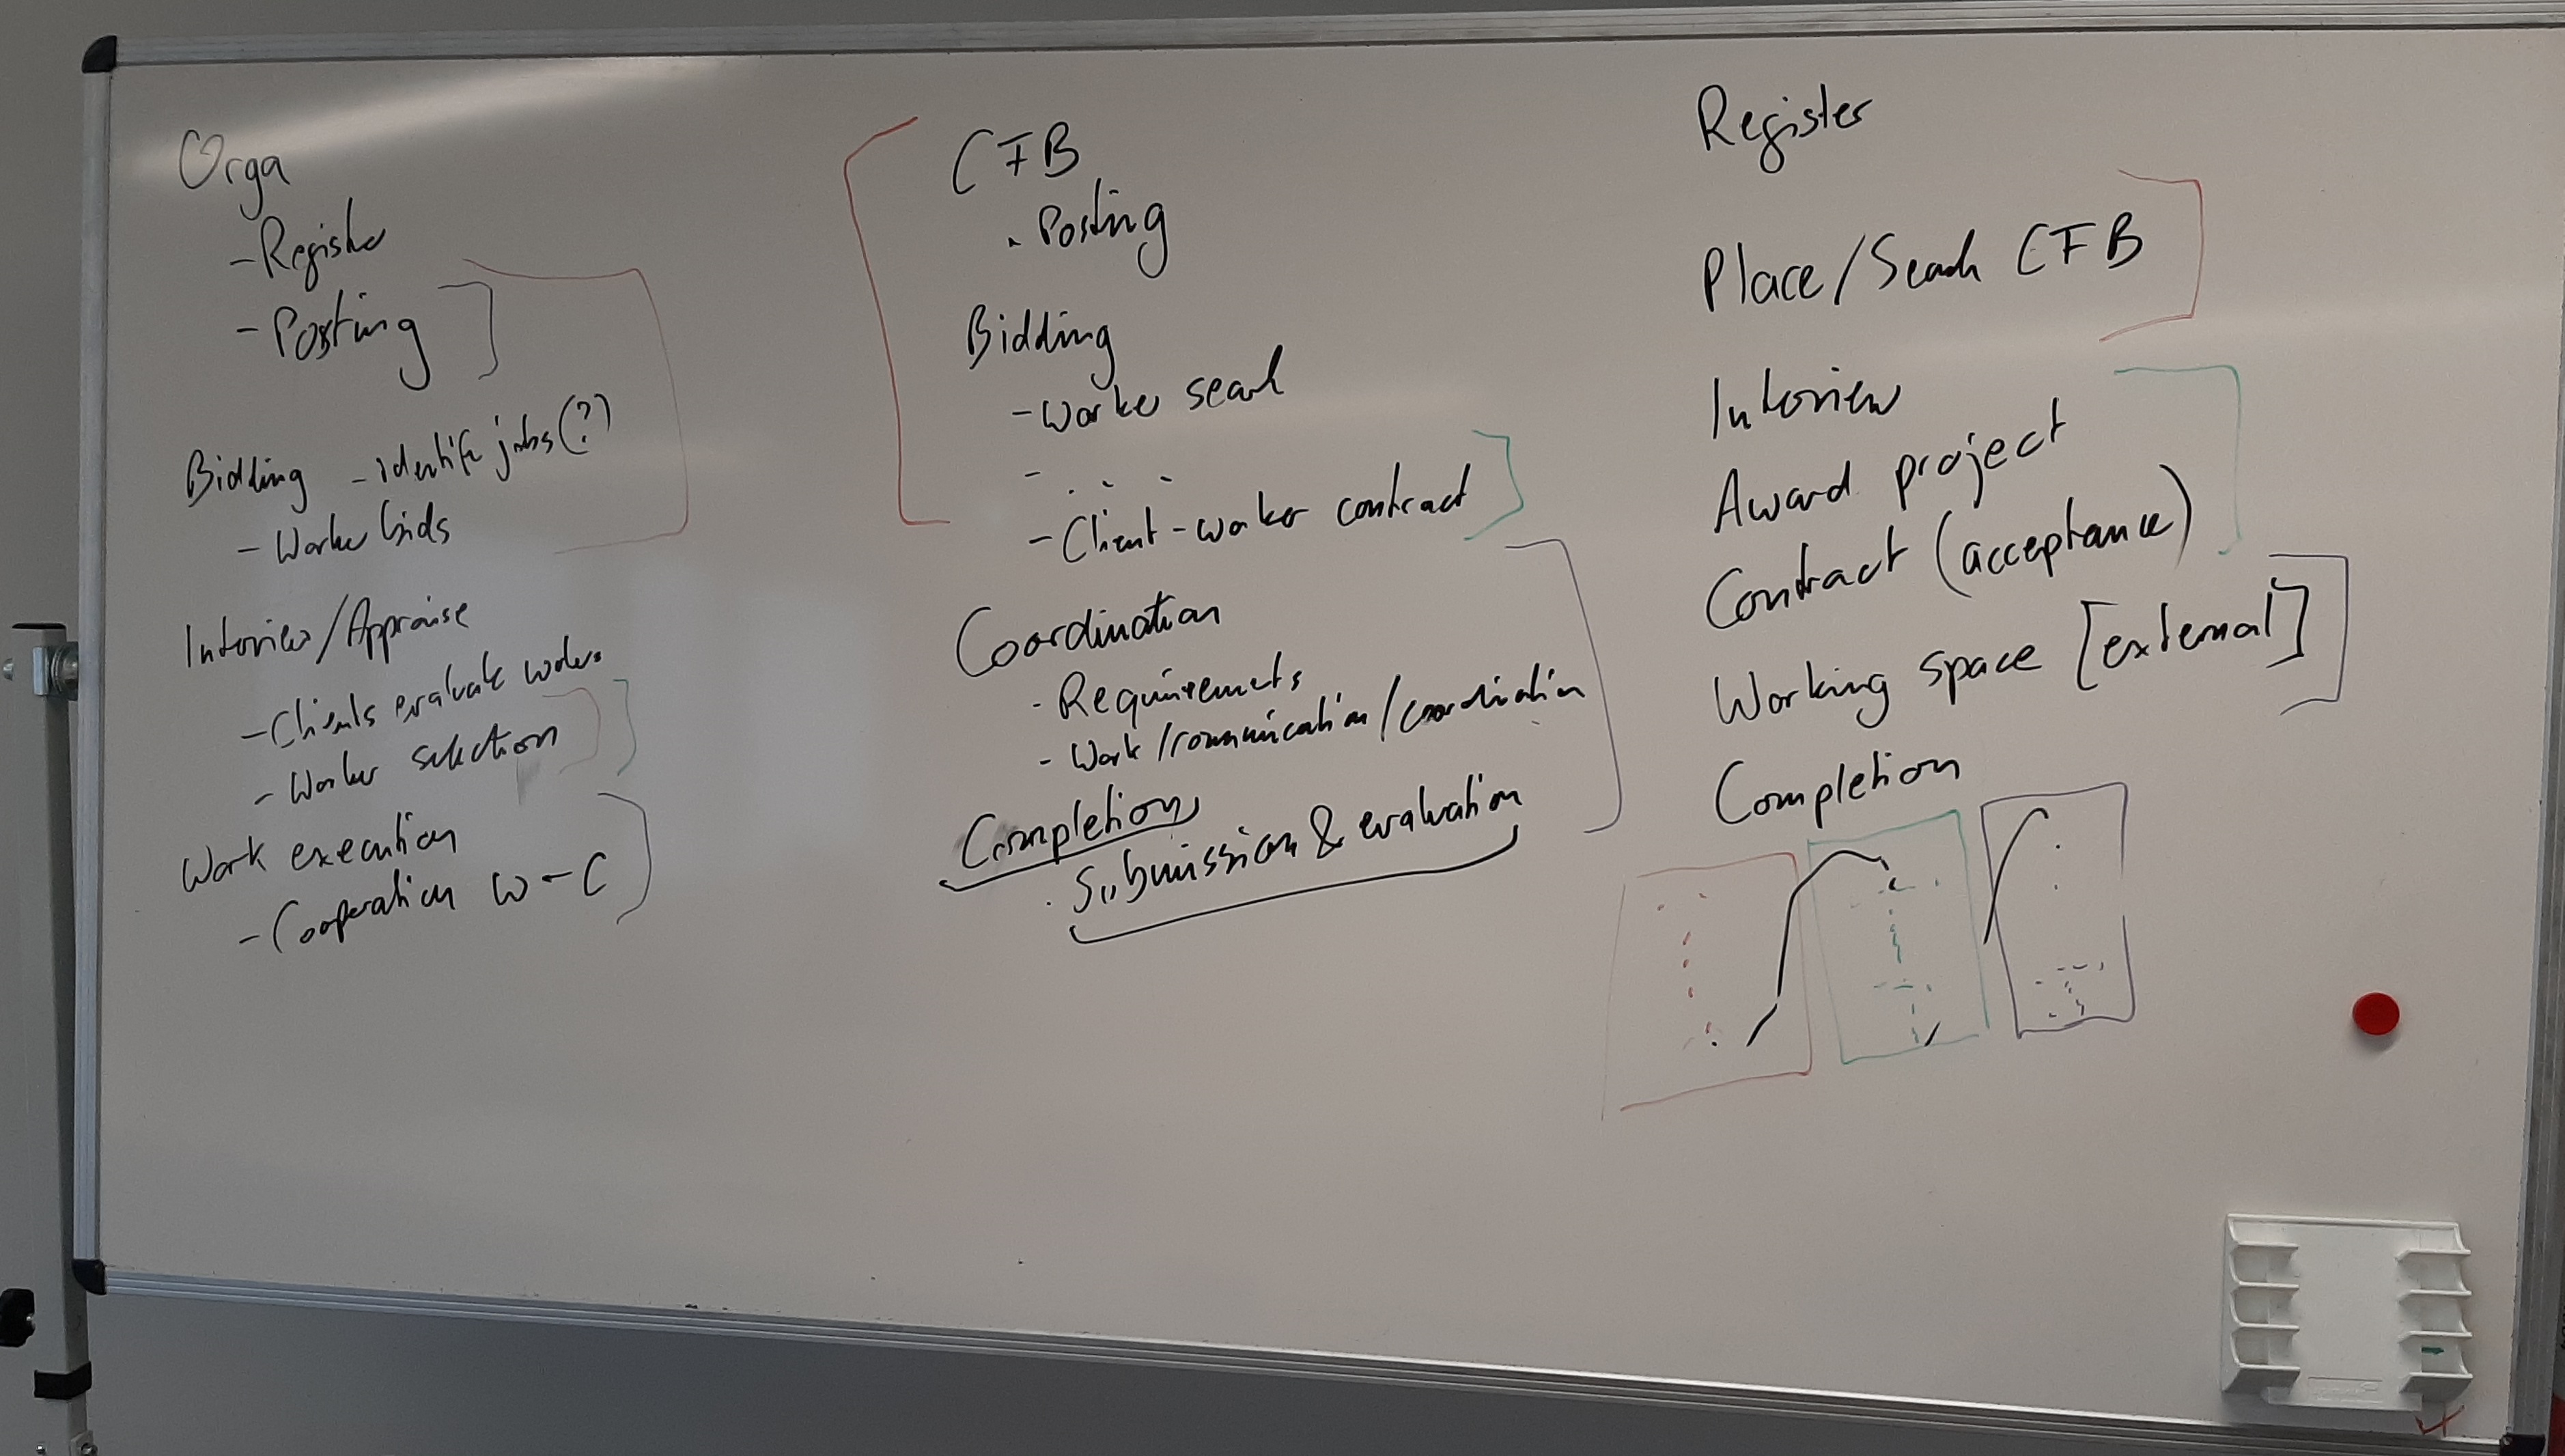 Orga
- Register
- Posting
Bidding - identify jobs (?)
- Worker bids
Interview/Appraise
- Clients evaluate workers
- Worker selection
Work execution
- Cooperation W - C
CFB
- Posting
Bidding
- Worker search
- . . .
- Client - worker contract
Coordination
- Requirements
- Work/communication/coordination
Completion
- Submission & evaluation
Register
Place/Search CFB
Interview
Award project
Contract (acceptance)
Working space [external]
Completion